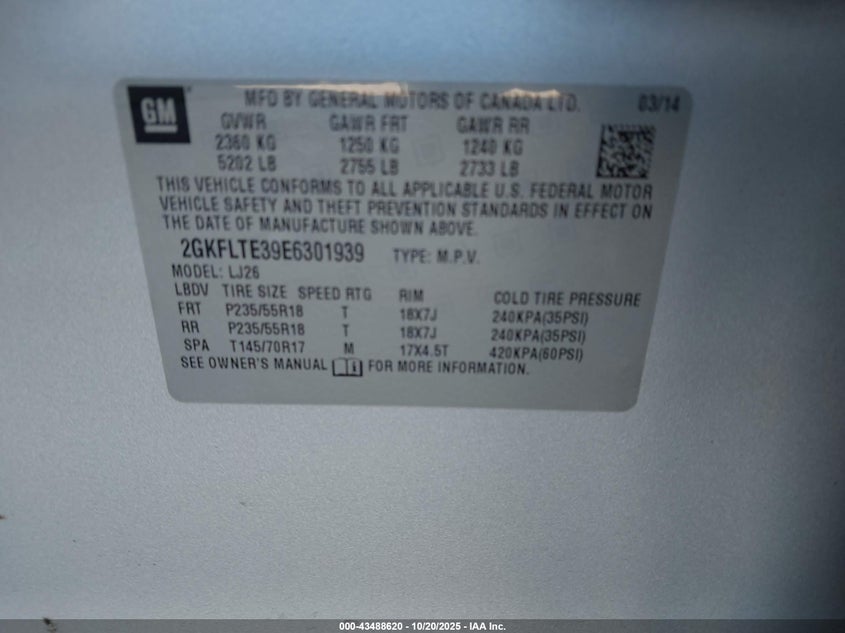 GM
MFD BY GENERAL MOTORS OF CANADA LTD. 03/14
GVWR GAWR FRT GAWR RR
2360 KG 1250 KG 1240 KG
5202 LB 2755 LB 2733 LB
THIS VEHICLE CONFORMS TO ALL APPLICABLE U.S. FEDERAL MOTOR
VEHICLE SAFETY AND THEFT PREVENTION STANDARDS IN EFFECT ON
THE DATE OF MANUFACTURE SHOWN ABOVE.
2GKFLTE39E6301939 TYPE: M.P.V.
MODEL: LJ26
LBDV TIRE SIZE SPEED RTG RIM COLD TIRE PRESSURE
FRT P235/55R18 T 18X7J 240KPA(35PSI)
RR P235/55R18 T 18X7J 240KPA(35PSI)
SPA T145/70R17 M 17X4.5T 420KPA(60PSI)
SEE OWNER'S MANUAL FOR MORE INFORMATION.
000-43488620 - 10/20/2025 - IAA Inc.